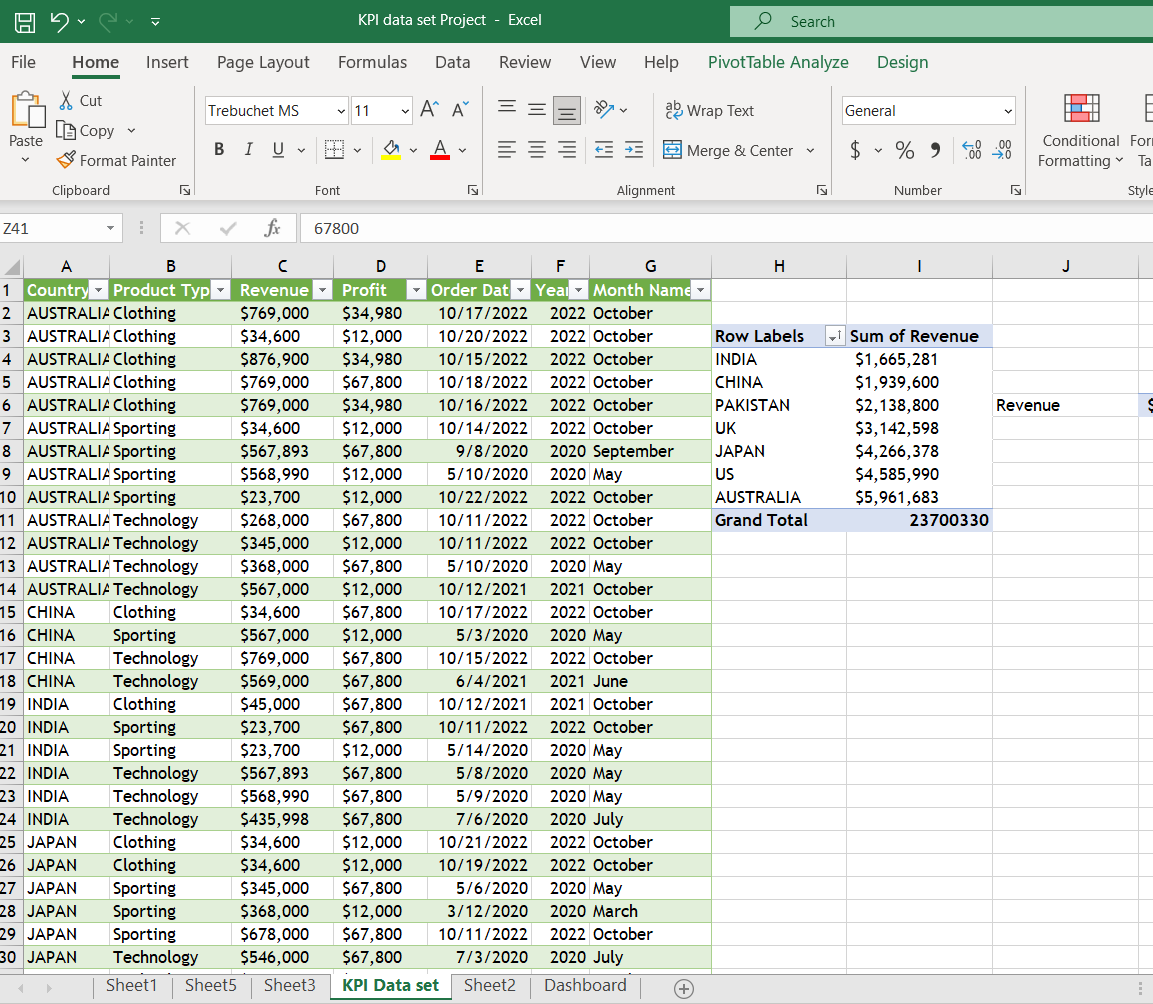 KPI data set Project - Excel
Search
File Home Insert Page Layout Formulas Data Review View Help PivotTable Analyze Design
Paste
Cut
Copy
Format Painter
Clipboard
Trebuchet MS 11 A A
B I U A
Font
ab Wrap Text
Merge & Center
Alignment
General
$ % 9 .00 .00
Number
Conditional
Formatting
Style
Z41 fx 67800
A B C D E F G H I J
1 Country Product Typ Revenue Profit Order Dat Year Month Name
2 AUSTRALIA Clothing $769,000 $34,980 10/17/2022 2022 October
3 AUSTRALIA Clothing $34,600 $12,000 10/20/2022 2022 October Row Labels Sum of Revenue
4 AUSTRALIA Clothing $876,900 $34,980 10/15/2022 2022 October INDIA $1,665,281
5 AUSTRALIA Clothing $769,000 $67,800 10/18/2022 2022 October CHINA $1,939,600
6 AUSTRALIA Clothing $769,000 $34,980 10/16/2022 2022 October PAKISTAN $2,138,800 Revenue $
7 AUSTRALIA Sporting $34,600 $12,000 10/14/2022 2022 October UK $3,142,598
8 AUSTRALIA Sporting $567,893 $67,800 9/8/2020 2020 September JAPAN $4,266,378
9 AUSTRALIA Sporting $568,990 $12,000 5/10/2020 2020 May US $4,585,990
10 AUSTRALIA Sporting $23,700 $12,000 10/22/2022 2022 October AUSTRALIA $5,961,683
11 AUSTRALIA Technology $268,000 $67,800 10/11/2022 2022 October Grand Total 23700330
12 AUSTRALIA Technology $345,000 $12,000 10/11/2022 2022 October
13 AUSTRALIA Technology $368,000 $67,800 5/10/2020 2020 May
14 AUSTRALIA Technology $567,000 $12,000 10/12/2021 2021 October
15 CHINA Clothing $34,600 $67,800 10/17/2022 2022 October
16 CHINA Sporting $567,000 $12,000 5/3/2020 2020 May
17 CHINA Technology $769,000 $67,800 10/15/2022 2022 October
18 CHINA Technology $569,000 $67,800 6/4/2021 2021 June
19 INDIA Clothing $45,000 $67,800 10/12/2021 2021 October
20 INDIA Sporting $23,700 $67,800 10/11/2022 2022 October
21 INDIA Sporting $23,700 $12,000 5/14/2020 2020 May
22 INDIA Technology $567,893 $67,800 5/8/2020 2020 May
23 INDIA Technology $568,990 $67,800 5/9/2020 2020 May
24 INDIA Technology $435,998 $67,800 7/6/2020 2020 July
25 JAPAN Clothing $34,600 $12,000 10/21/2022 2022 October
26 JAPAN Clothing $34,600 $12,000 10/19/2022 2022 October
27 JAPAN Sporting $345,000 $67,800 5/6/2020 2020 May
28 JAPAN Sporting $368,000 $12,000 3/12/2020 2020 March
29 JAPAN Sporting $678,000 $67,800 10/11/2022 2022 October
30 JAPAN Technology $546,000 $67,800 7/3/2020 2020 July
Sheet1 Sheet5 Sheet3 KPI Data set Sheet2 Dashboard